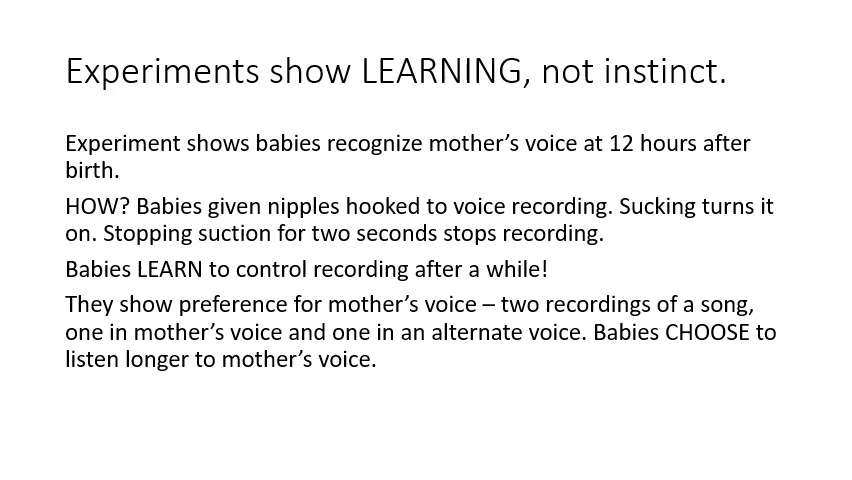 Experiments show LEARNING, not instinct.
Experiment shows babies recognize mother’s voice at 12 hours after
birth.
HOW? Babies given nipples hooked to voice recording. Sucking turns it
on. Stopping suction for two seconds stops recording.
Babies LEARN to control recording after a while!
They show preference for mother’s voice – two recordings of a song,
one in mother’s voice and one in an alternate voice. Babies CHOOSE to
listen longer to mother’s voice.